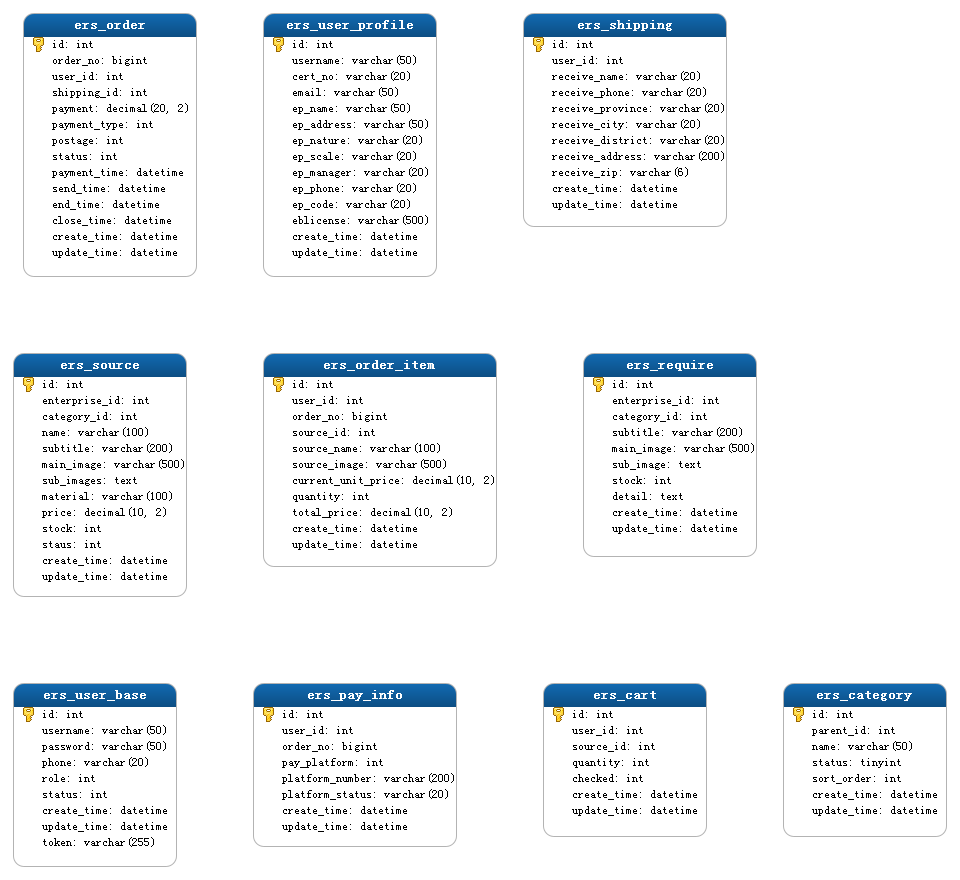 ers_order
id: int
order_no: bigint
user_id: int
shipping_id: int
payment: decimal(20, 2)
payment_type: int
postage: int
status: int
payment_time: datetime
send_time: datetime
end_time: datetime
close_time: datetime
create_time: datetime
update_time: datetime
ers_user_profile
id: int
username: varchar(50)
cert_no: varchar(20)
email: varchar(50)
ep_name: varchar(50)
ep_address: varchar(50)
ep_nature: varchar(20)
ep_scale: varchar(20)
ep_manager: varchar(20)
ep_phone: varchar(20)
ep_code: varchar(20)
eblicense: varchar(500)
create_time: datetime
update_time: datetime
ers_shipping
id: int
user_id: int
receive_name: varchar(20)
receive_phone: varchar(20)
receive_province: varchar(20)
receive_city: varchar(20)
receive_district: varchar(20)
receive_address: varchar(200)
receive_zip: varchar(6)
create_time: datetime
update_time: datetime
ers_source
id: int
enterprise_id: int
category_id: int
name: varchar(100)
subtitle: varchar(200)
main_image: varchar(500)
sub_images: text
material: varchar(100)
price: decimal(10, 2)
stock: int
staus: int
create_time: datetime
update_time: datetime
ers_order_item
id: int
user_id: int
order_no: bigint
source_id: int
source_name: varchar(100)
source_image: varchar(500)
current_unit_price: decimal(10, 2)
quantity: int
total_price: decimal(10, 2)
create_time: datetime
update_time: datetime
ers_require
id: int
enterprise_id: int
category_id: int
subtitle: varchar(200)
main_image: varchar(500)
sub_image: text
stock: int
detail: text
create_time: datetime
update_time: datetime
ers_user_base
id: int
username: varchar(50)
password: varchar(50)
phone: varchar(20)
role: int
status: int
create_time: datetime
update_time: datetime
token: varchar(255)
ers_pay_info
id: int
user_id: int
order_no: bigint
pay_platform: int
platform_number: varchar(200)
platform_status: varchar(20)
create_time: datetime
update_time: datetime
ers_cart
id: int
user_id: int
source_id: int
quantity: int
checked: int
create_time: datetime
update_time: datetime
ers_category
id: int
parent_id: int
name: varchar(50)
status: tinyint
sort_order: int
create_time: datetime
update_time: datetime